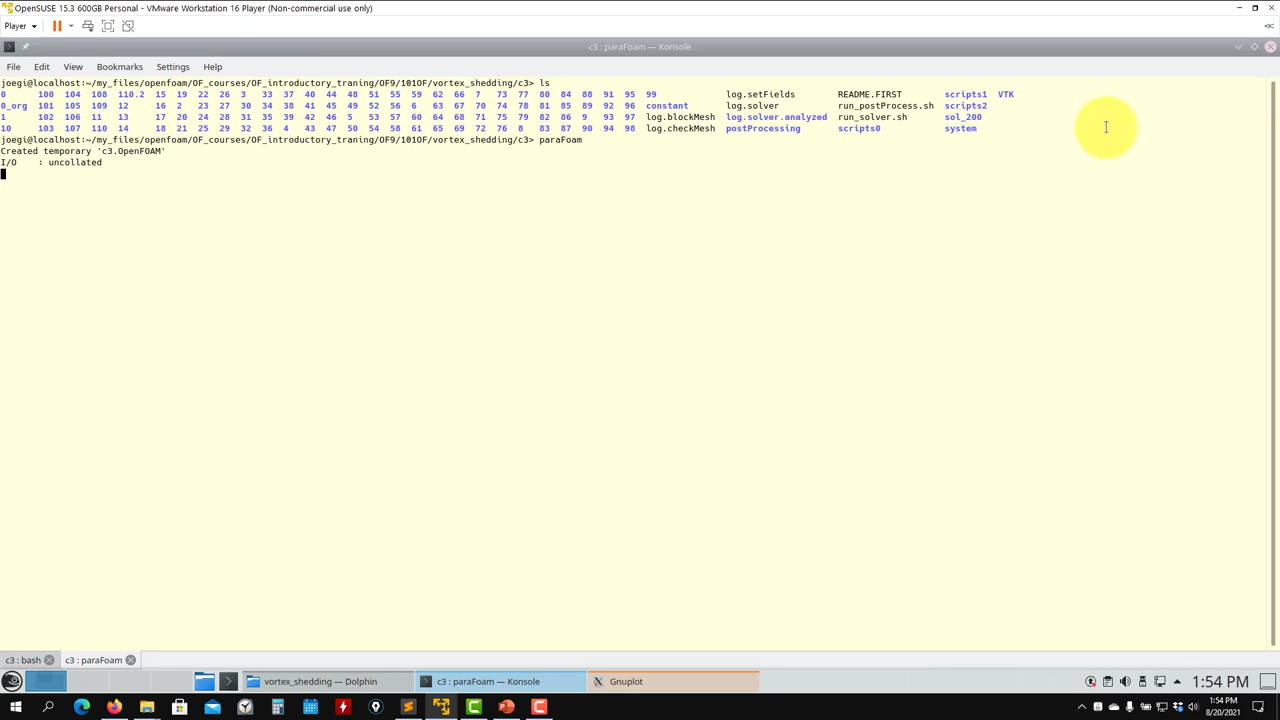 OpenSUSE 15.3 600GB Personal - VMware Workstation 16 Player (Non-commercial use only)
Player
c3 : paraFoam — Konsole
File Edit View Bookmarks Settings Help
joegi@localhost:~/my_files/openfoam/OF_courses/OF_introductory_traning/OF9/101OF/vortex_shedding/c3> ls
0 100 104 108 110.2 15 19 22 26 3 33 37 40 44 48 51 55 59 62 66 7 73 77 80 84 88 91 95 99 log.setFields README.FIRST scripts1 VTK
0_org 101 105 109 12 16 2 23 27 30 34 38 41 45 49 52 56 6 63 67 70 74 78 81 85 89 92 96 constant log.solver run_postProcess.sh scripts2
1 102 106 11 13 17 20 24 28 31 35 39 42 46 5 53 57 60 64 68 71 75 79 82 86 9 93 97 log.blockMesh log.solver.analyzed run_solver.sh sol_200
10 103 107 110 14 18 21 25 29 32 36 4 43 47 50 54 58 61 65 69 72 76 8 83 87 90 94 98 log.checkMesh postProcessing scripts0 system
joegi@localhost:~/my_files/openfoam/OF_courses/OF_introductory_traning/OF9/101OF/vortex_shedding/c3> paraFoam
Created temporary 'c3.OpenFOAM'
I/O : uncollated
c3 : bash c3 : paraFoam
vortex_shedding — Dolphin c3 : paraFoam — Konsole Gnuplot 1:54 PM
1:54 PM
8/20/2021